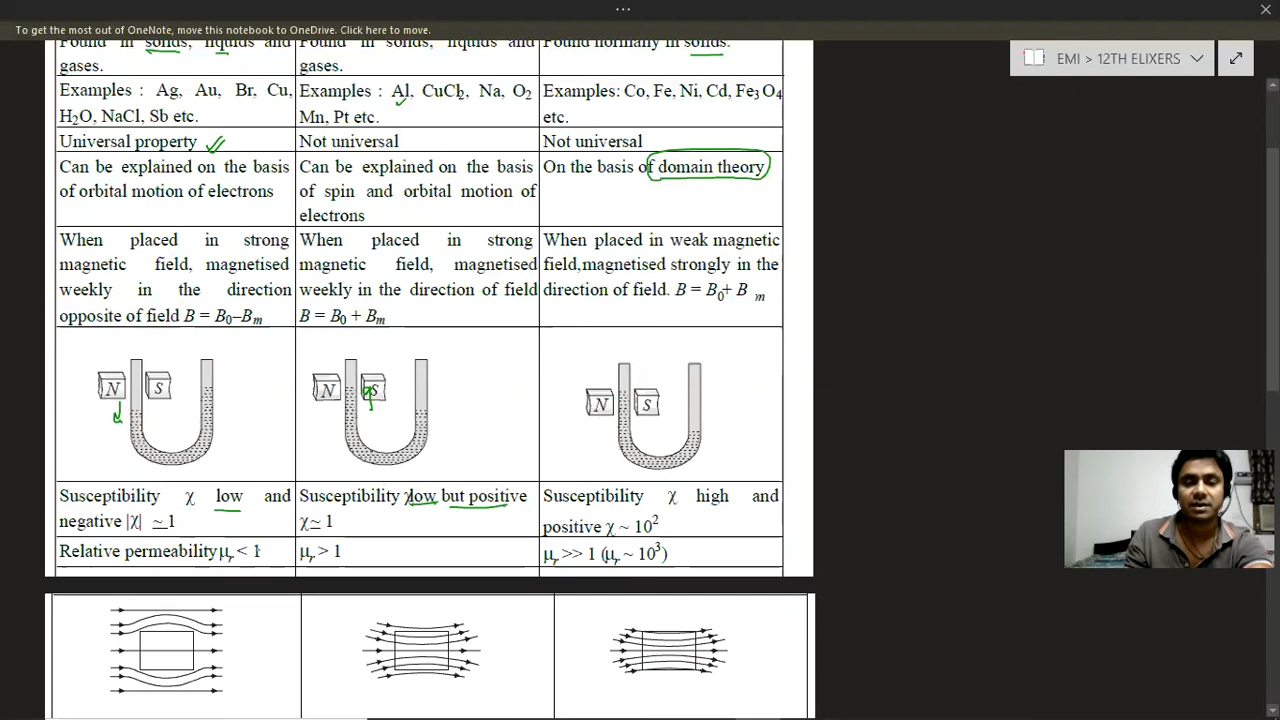 To get the most out of OneNote, move this notebook to OneDrive. Click here to move.
EMI > 12TH ELIXERS
Found in solids, liquids and
gases.
Found in solids, liquids and
gases.
Found normally in solids.
Examples : Ag, Au, Br, Cu,
H2O, NaCl, Sb etc.
Examples : Al, CuCl2, Na, O2
Mn, Pt etc.
Examples: Co, Fe, Ni, Cd, Fe3O4
etc.
Universal property
Not universal
Not universal
Can be explained on the basis
of orbital motion of electrons
Can be explained on the basis
of spin and orbital motion of
electrons
On the basis of domain theory
When placed in strong
magnetic field, magnetised
weekly in the direction
opposite of field B = B0–Bm
When placed in strong
magnetic field, magnetised
weekly in the direction of field
B = B0 + Bm
When placed in weak magnetic
field,magnetised strongly in the
direction of field. B = B0+ B m
N S
N S
N S
Susceptibility χ low and
negative |χ| ~ 1
Susceptibility χlow but positive
χ~ 1
Susceptibility χ high and
positive χ ~ 10²
Relative permeability μr < 1
μr > 1
μr >> 1 (μr ~ 10³)